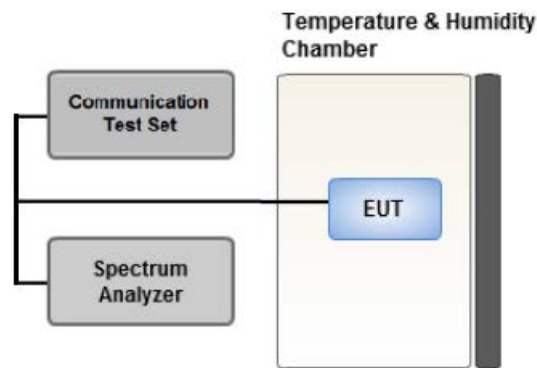 Temperature & Humidity
Chamber
Communication
Test Set
EUT
Spectrum
Analyzer